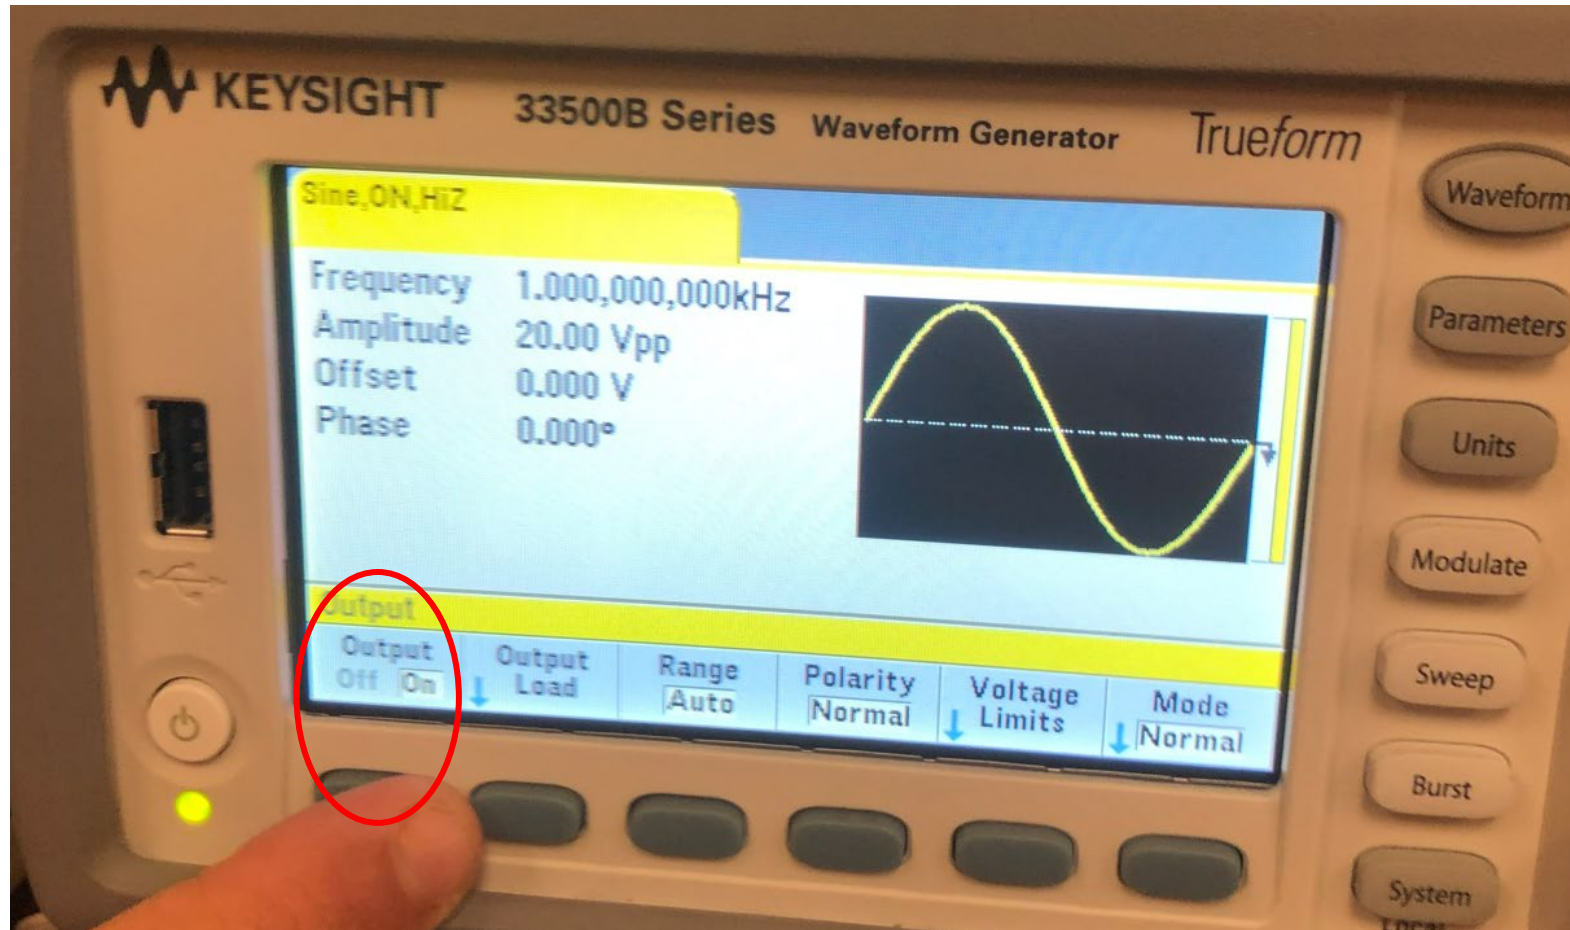 KEYSIGHT 33500B Series Waveform Generator Trueform
Sine,ON,HiZ
Frequency 1.000,000,000kHz
Amplitude 20.00 Vpp
Offset 0.000 V
Phase 0.000°
Output
Output Off On
Output Load
Range Auto
Polarity Normal
Voltage Limits
Mode Normal
Waveform
Parameters
Units
Modulate
Sweep
Burst
System
Local